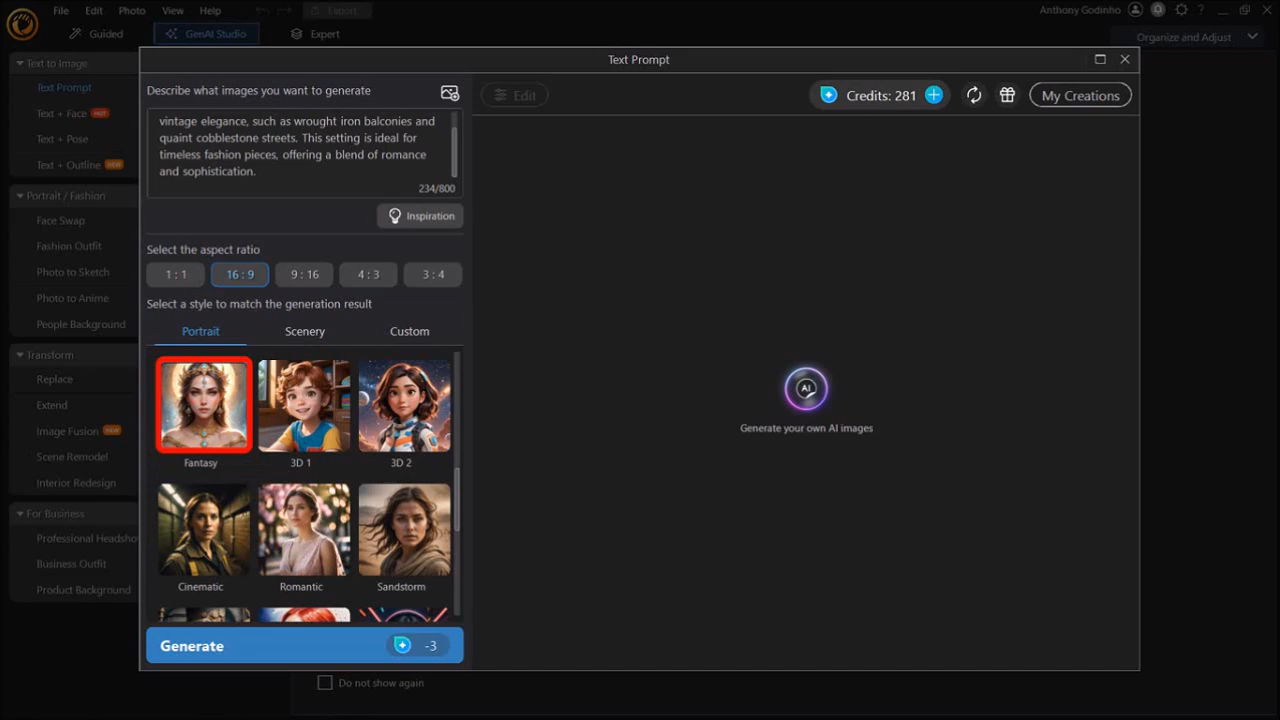 File Edit Photo View Help Export
Anthony Godinho
Guided GenAI Studio Expert
Organize and Adjust
Text to Image
Text Prompt
Text + Face HOT
Text + Pose
Text + Outline NEW
Portrait / Fashion
Face Swap
Fashion Outfit
Photo to Sketch
Photo to Anime
People Background
Transform
Replace
Extend
Image Fusion NEW
Scene Remodel
Interior Redesign
For Business
Professional Headsho
Business Outfit
Product Background
Text Prompt
Describe what images you want to generate
vintage elegance, such as wrought iron balconies and
quaint cobblestone streets. This setting is ideal for
timeless fashion pieces, offering a blend of romance
and sophistication.
234/800
Inspiration
Select the aspect ratio
1 : 1 16 : 9 9 : 16 4 : 3 3 : 4
Select a style to match the generation result
Portrait Scenery Custom
Fantasy 3D 1 3D 2
Cinematic Romantic Sandstorm
Generate -3
Edit
Credits: 281
My Creations
AI
Generate your own AI images
Do not show again